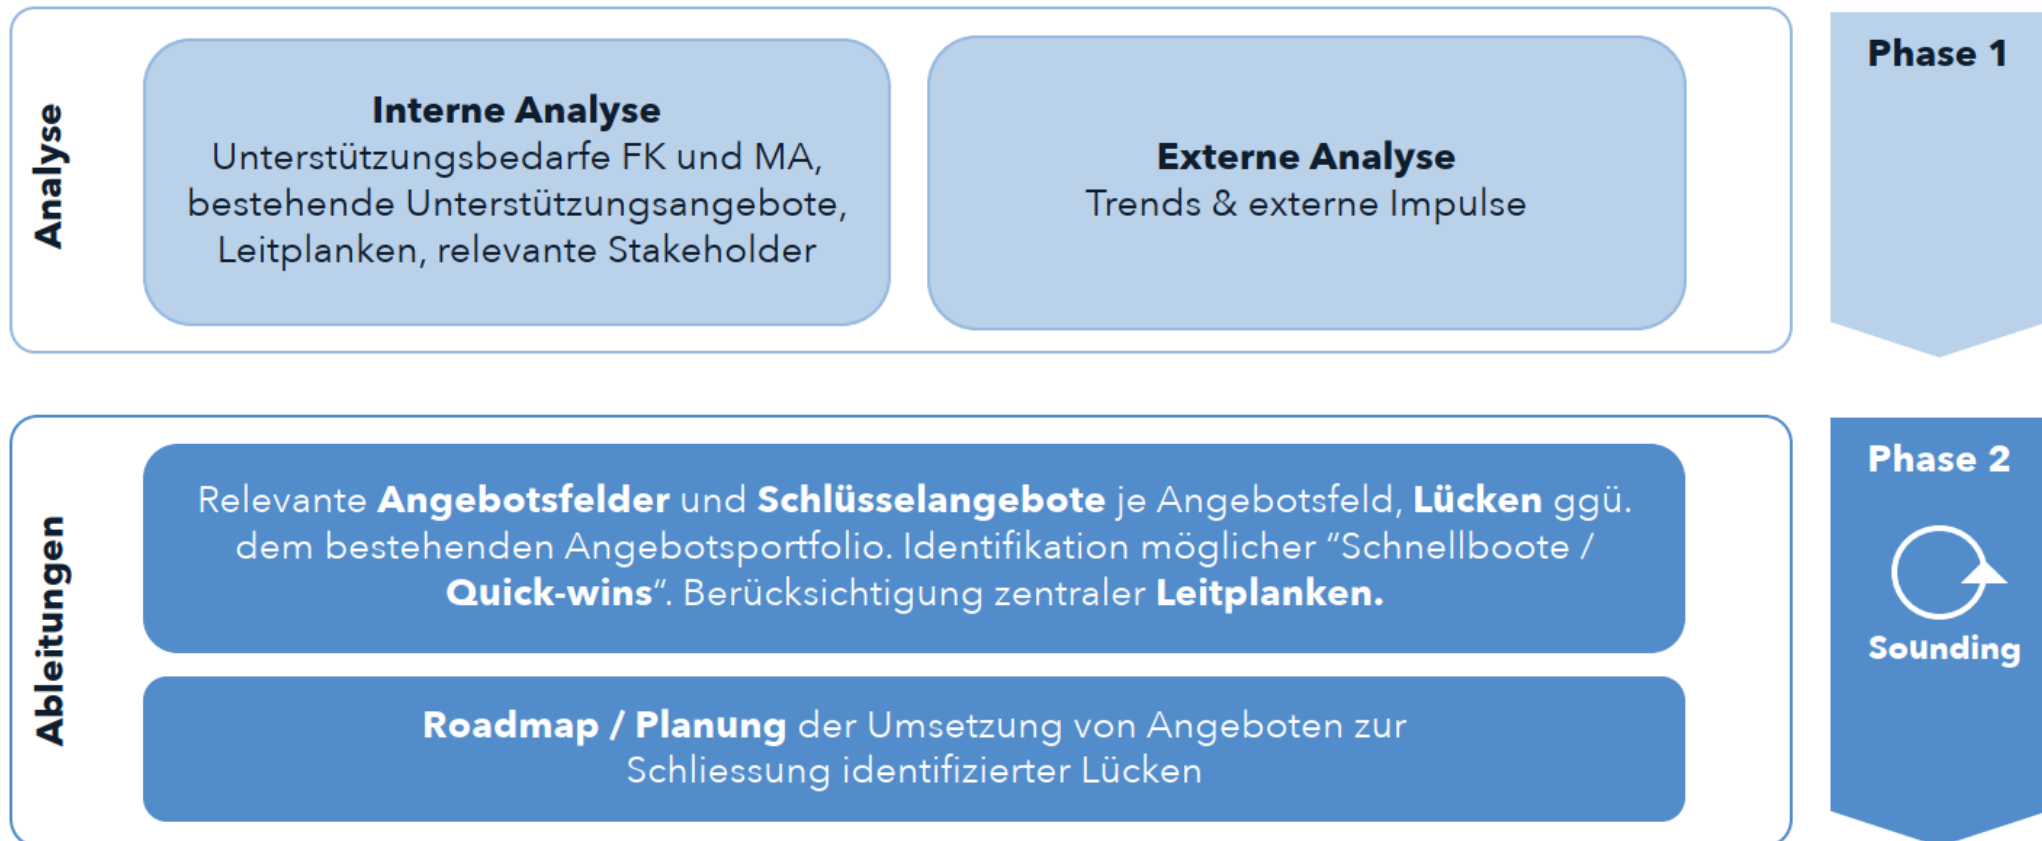 Analyse
Interne Analyse
Unterstützungsbedarfe FK und MA,
bestehende Unterstützungsangebote,
Leitplanken, relevante Stakeholder
Externe Analyse
Trends & externe Impulse
Phase 1
Ableitungen
Relevante Angebotsfelder und Schlüsselangebote je Angebotsfeld, Lücken ggü.
dem bestehenden Angebotsportfolio. Identifikation möglicher "Schnellboote /
Quick-wins“. Berücksichtigung zentraler Leitplanken.
Roadmap / Planung der Umsetzung von Angeboten zur
Schliessung identifizierter Lücken
Phase 2
Sounding